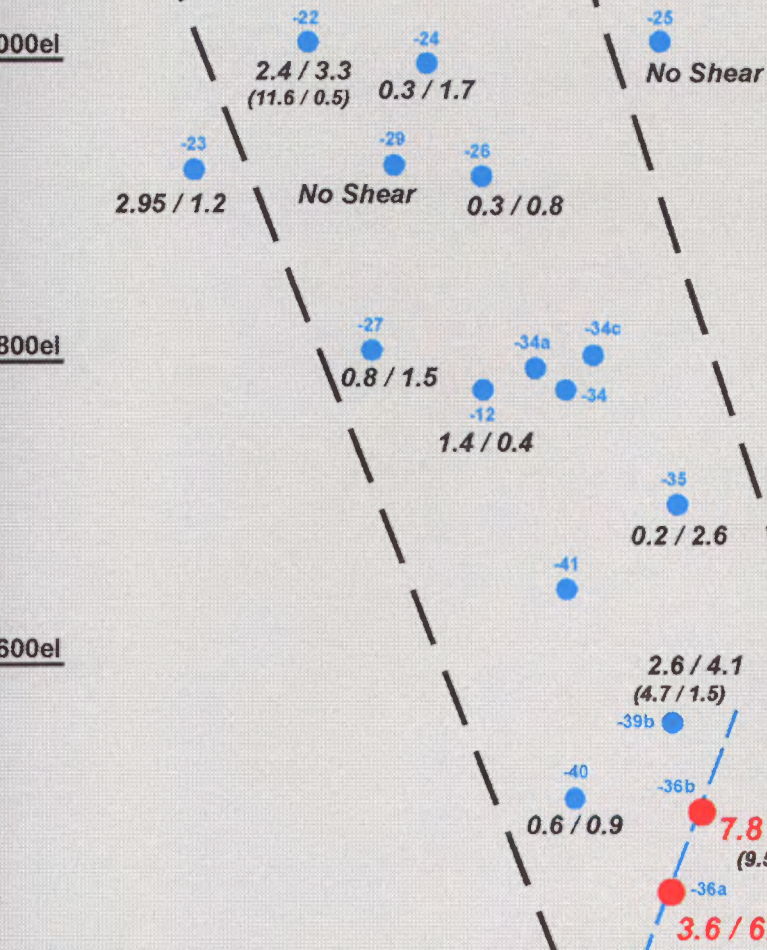 -22
-25
-24
000el
2.4 / 3.3
No Shear
(11.6 / 0.5)
0.3 / 1.7
-23
-29
-26
No Shear
2.95 / 1.2
0.3 / 0.8
-27
-34c
800el
-34a
0.8 / 1.5
-34
-12
1.4 / 0.4
-35
0.2 / 2.6
-41
600el
2.6 / 4.1
(4.7 / 1.5)
-39b
-40
-36b
0.6 / 0.9
7.8
(9.5
-36a
3.6 / 6